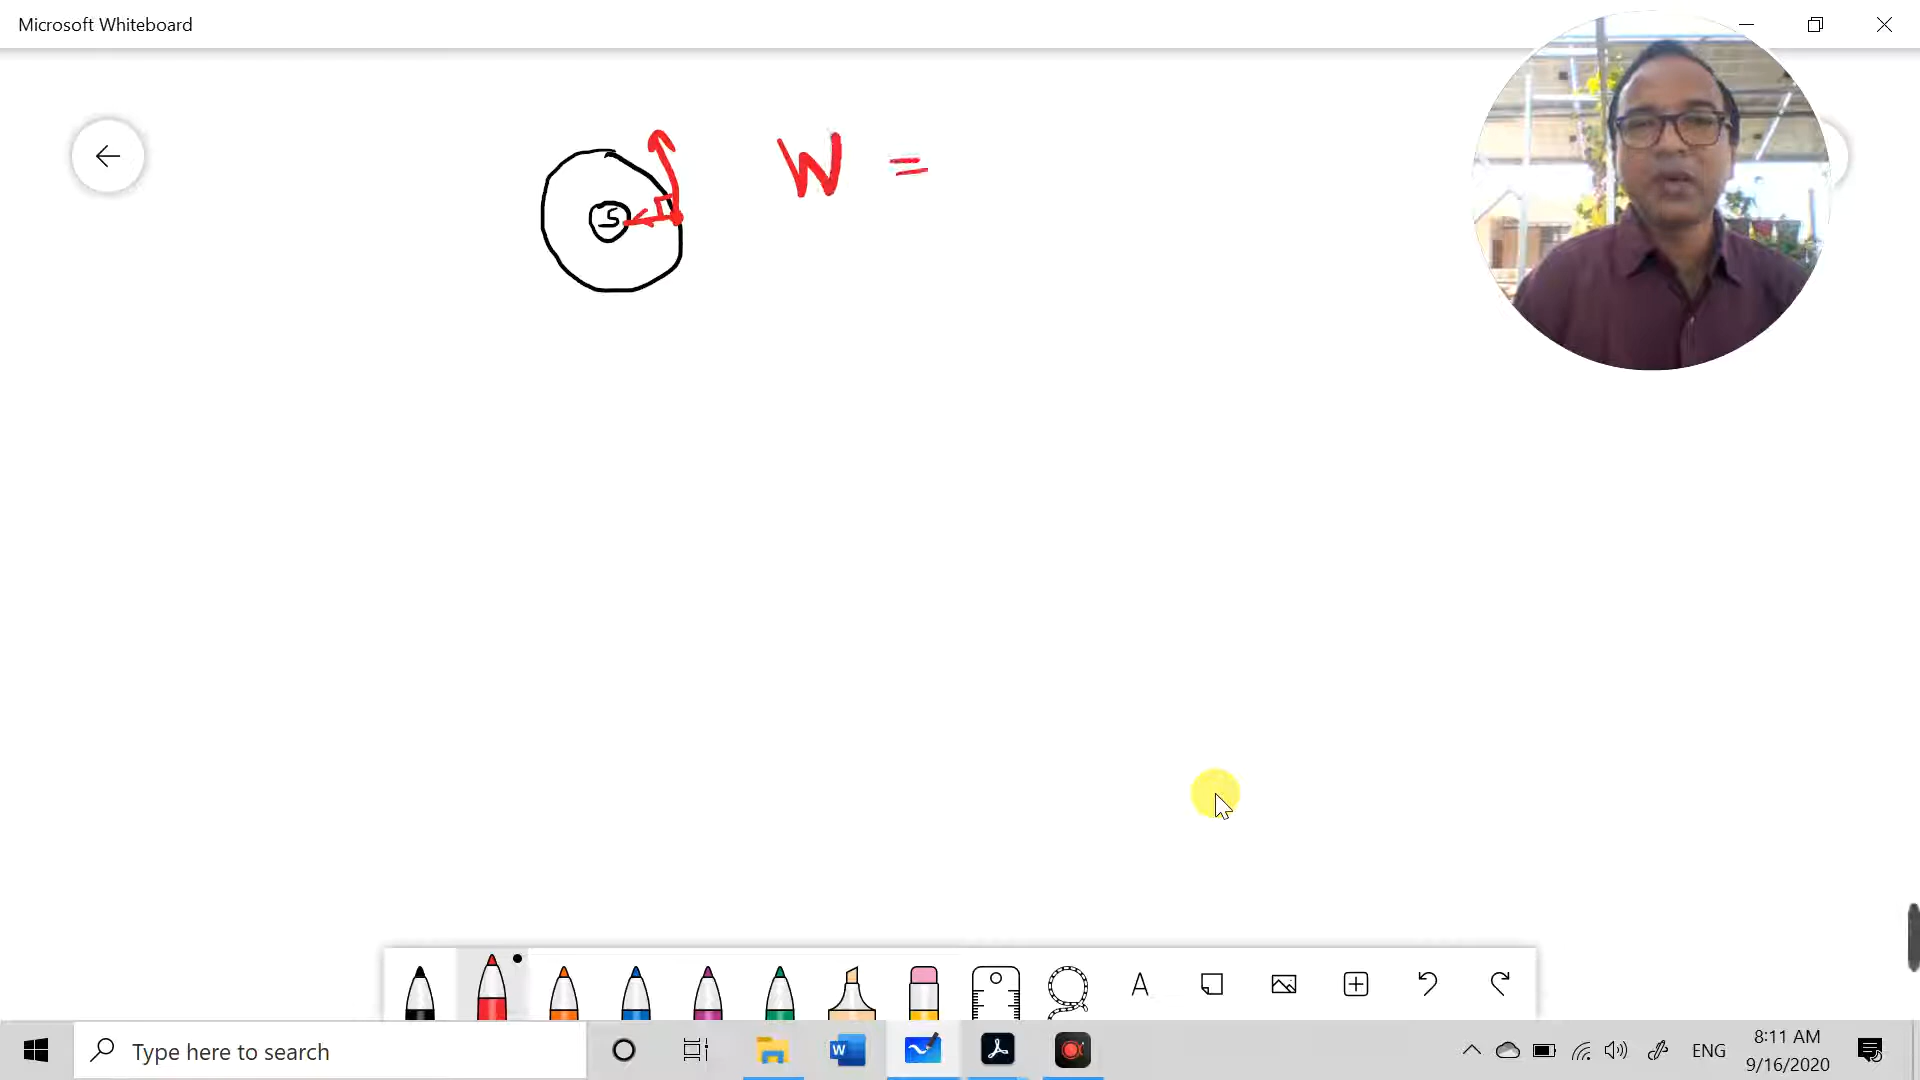 Microsoft Whiteboard
W =
S
A
Type here to search
W
ENG
8:11 AM
9/16/2020